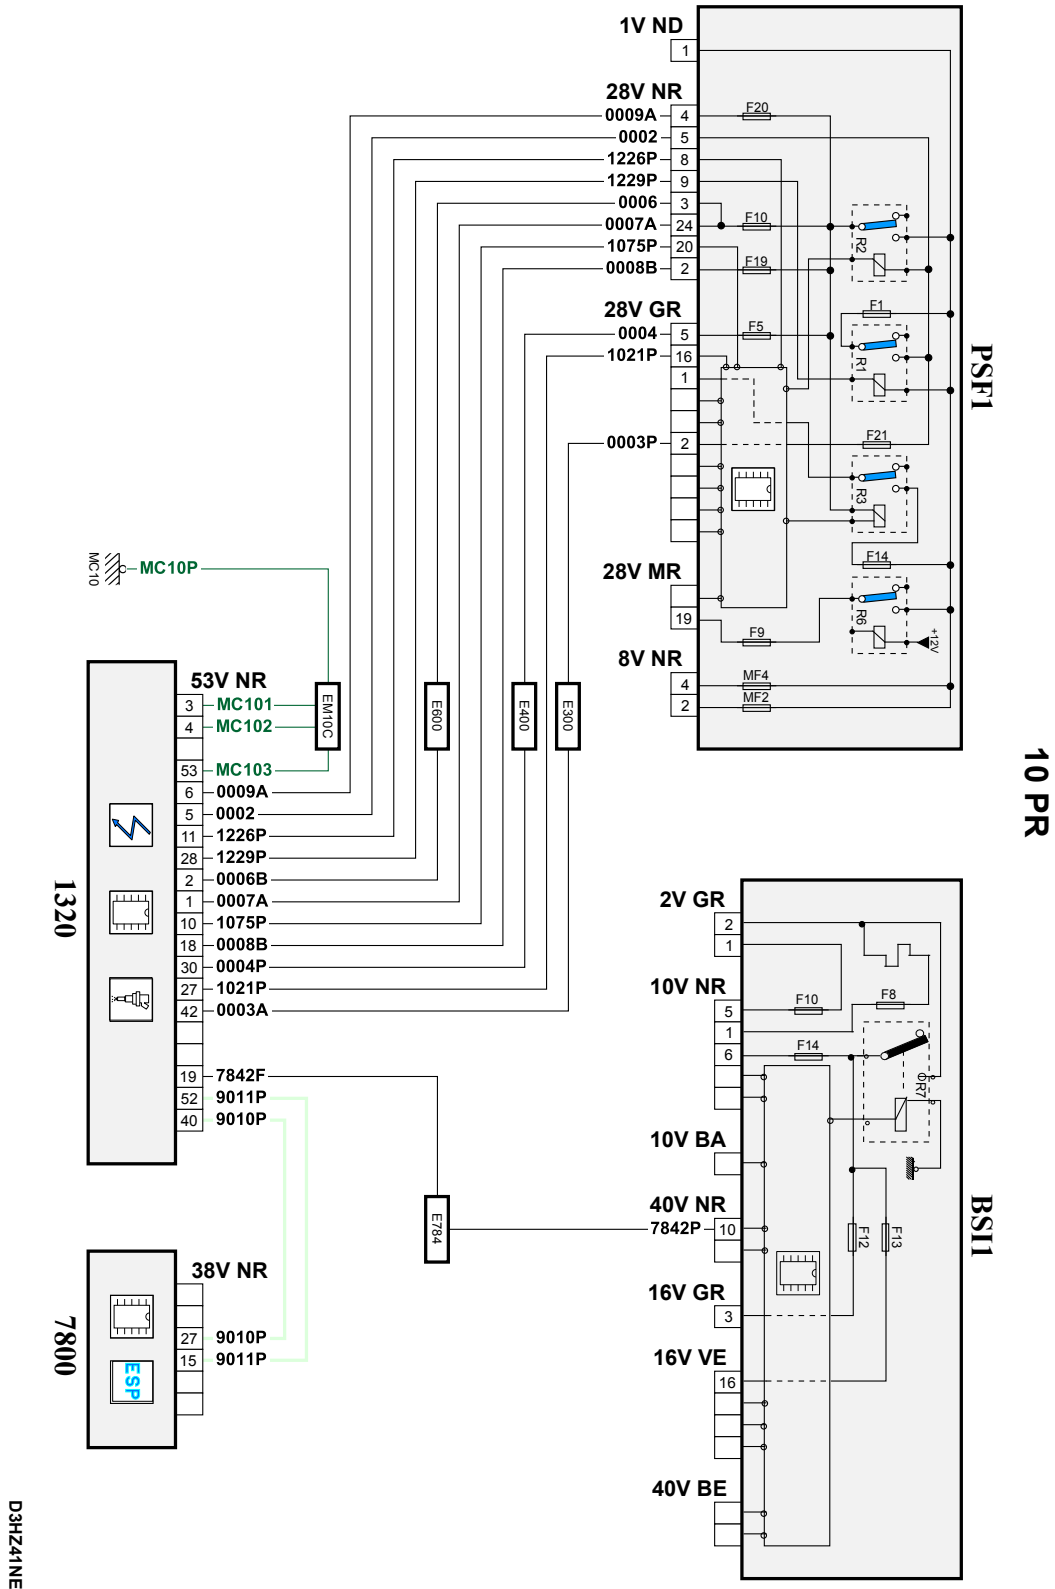 1V ND
1
28V NR
0009A 4 F20
0002 5
1226P 8
1229P 9
0006 3
0007A 24 F10
1075P 20
0008B 2 F19
R2
28V GR
F1
0004 5 F5
1021P 16
R1
1
0003P 2 F21
R3
F14
28V MR
19 F9
R6
+12V
8V NR
4 MF4
2 MF2
PSF1
10 PR
MC10 MC10P
53V NR
3 MC101
4 MC102
53 MC103
EM10C
E600
E400
E300
6 0009A
5 0002
11 1226P
28 1229P
2 0006B
1 0007A
10 1075P
18 0008B
30 0004P
27 1021P
42 0003A
19 7842F
52 9011P
40 9010P
1320
E784
38V NR
27 9010P
15 9011P
ESP
7800
2V GR
2
1
10V NR
5 F10 F8
1
6 F14
R7
10V BA
40V NR
7842P 10
F12 F13
16V GR
3
16V VE
16
40V BE
BSI1
D3HZ41NE